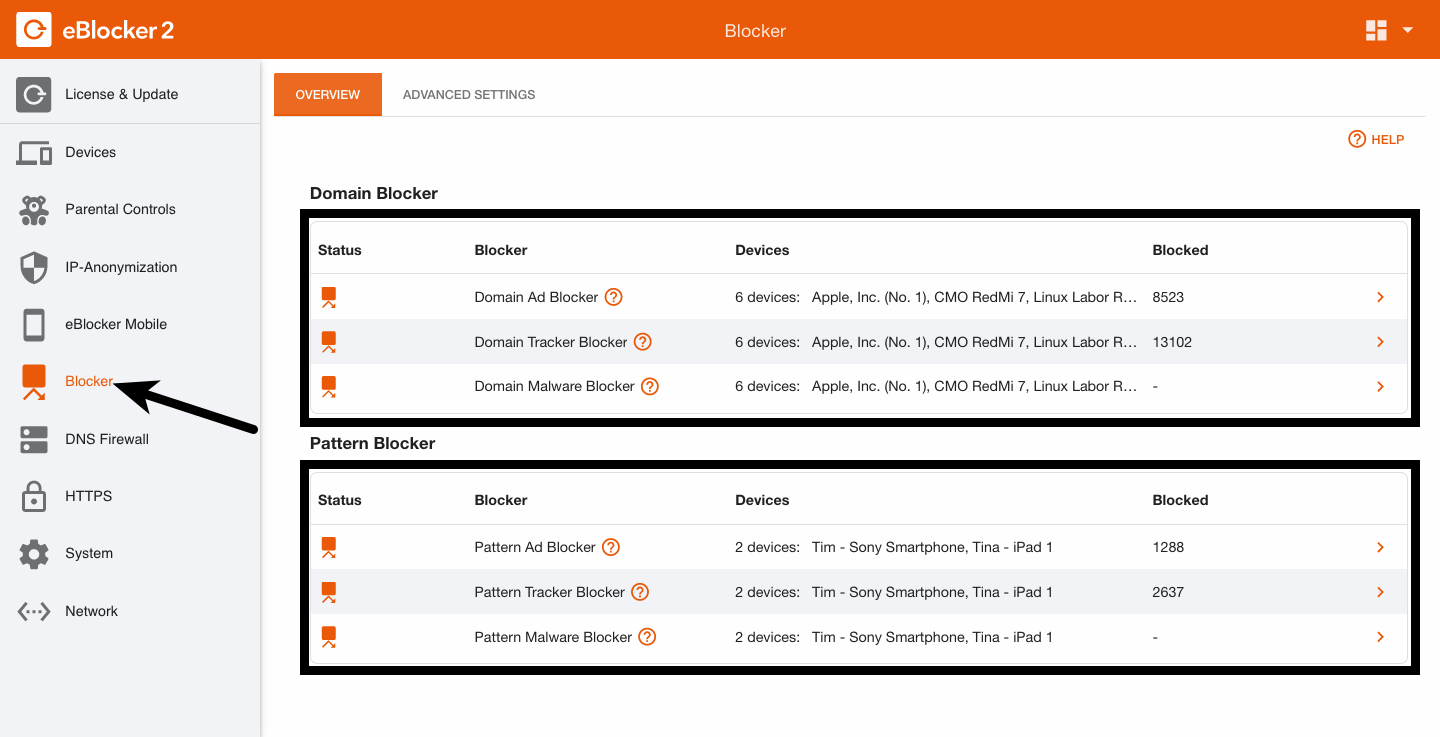 eBlocker 2
Blocker
License & Update
Devices
Parental Controls
IP-Anonymization
eBlocker Mobile
Blocker
DNS Firewall
HTTPS
System
Network
OVERVIEW ADVANCED SETTINGS
? HELP
Domain Blocker
Status Blocker Devices Blocked
Domain Ad Blocker ? 6 devices: Apple, Inc. (No. 1), CMO RedMi 7, Linux Labor R... 8523
Domain Tracker Blocker ? 6 devices: Apple, Inc. (No. 1), CMO RedMi 7, Linux Labor R... 13102
Domain Malware Blocker ? 6 devices: Apple, Inc. (No. 1), CMO RedMi 7, Linux Labor R... -
Pattern Blocker
Status Blocker Devices Blocked
Pattern Ad Blocker ? 2 devices: Tim - Sony Smartphone, Tina - iPad 1 1288
Pattern Tracker Blocker ? 2 devices: Tim - Sony Smartphone, Tina - iPad 1 2637
Pattern Malware Blocker ? 2 devices: Tim - Sony Smartphone, Tina - iPad 1 -